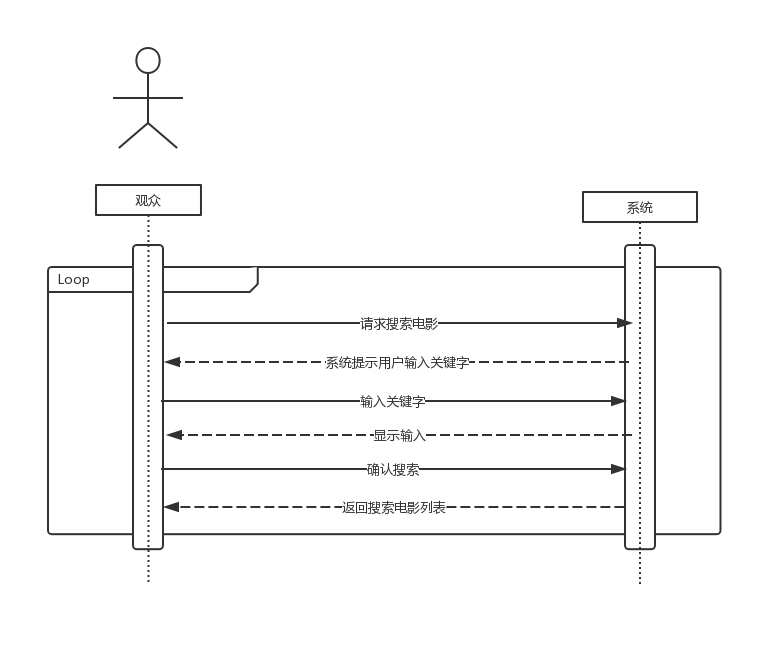 观众
系统
Loop
请求搜索电影
系统提示用户输入关键字
输入关键字
显示输入
确认搜索
返回搜索电影列表